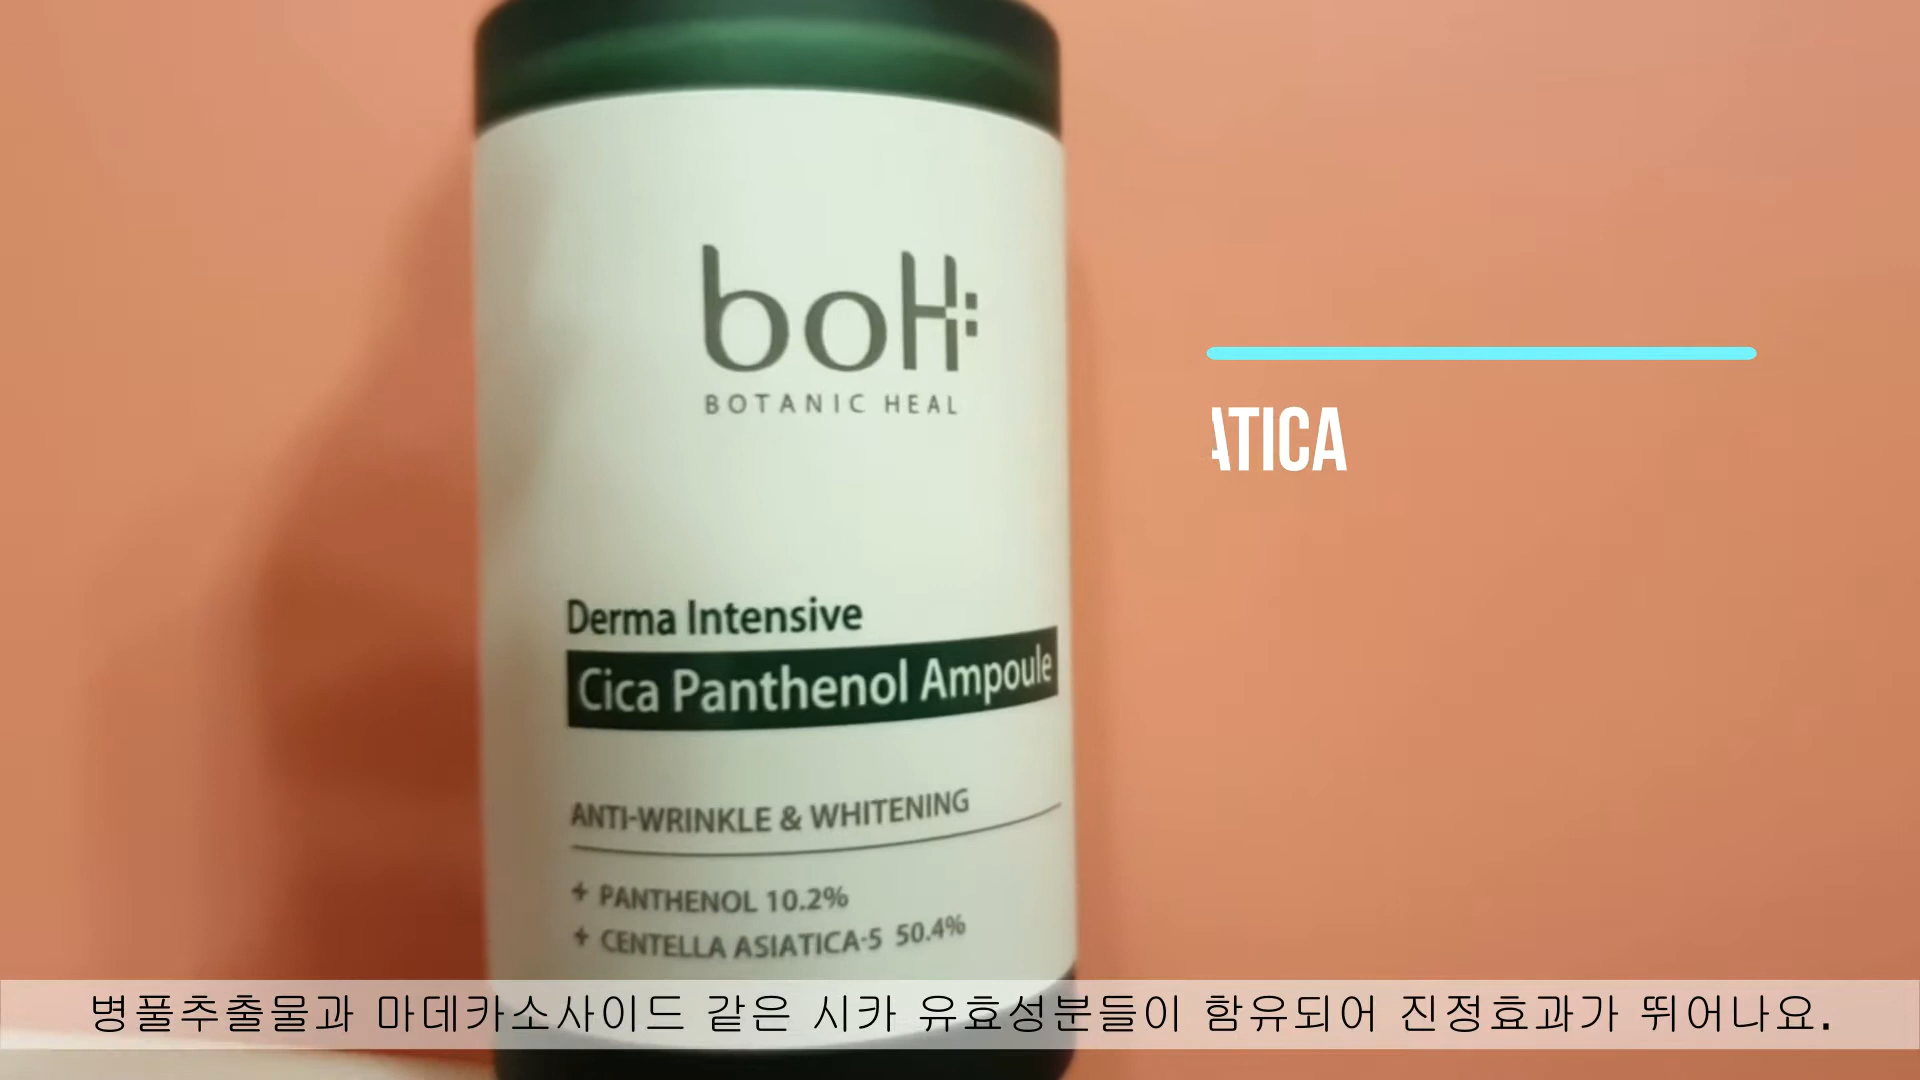 boH
BOTANIC HEAL
ATICA
Derma Intensive
Cica Panthenol Ampoule
ANTI-WRINKLE & WHITENING
+ PANTHENOL 10.2%
+ CENTELLA ASIATICA-5 50.4%
병풀추출물과 마데카소사이드 같은 시카 유효성분들이 함유되어 진정효과가 뛰어나요.